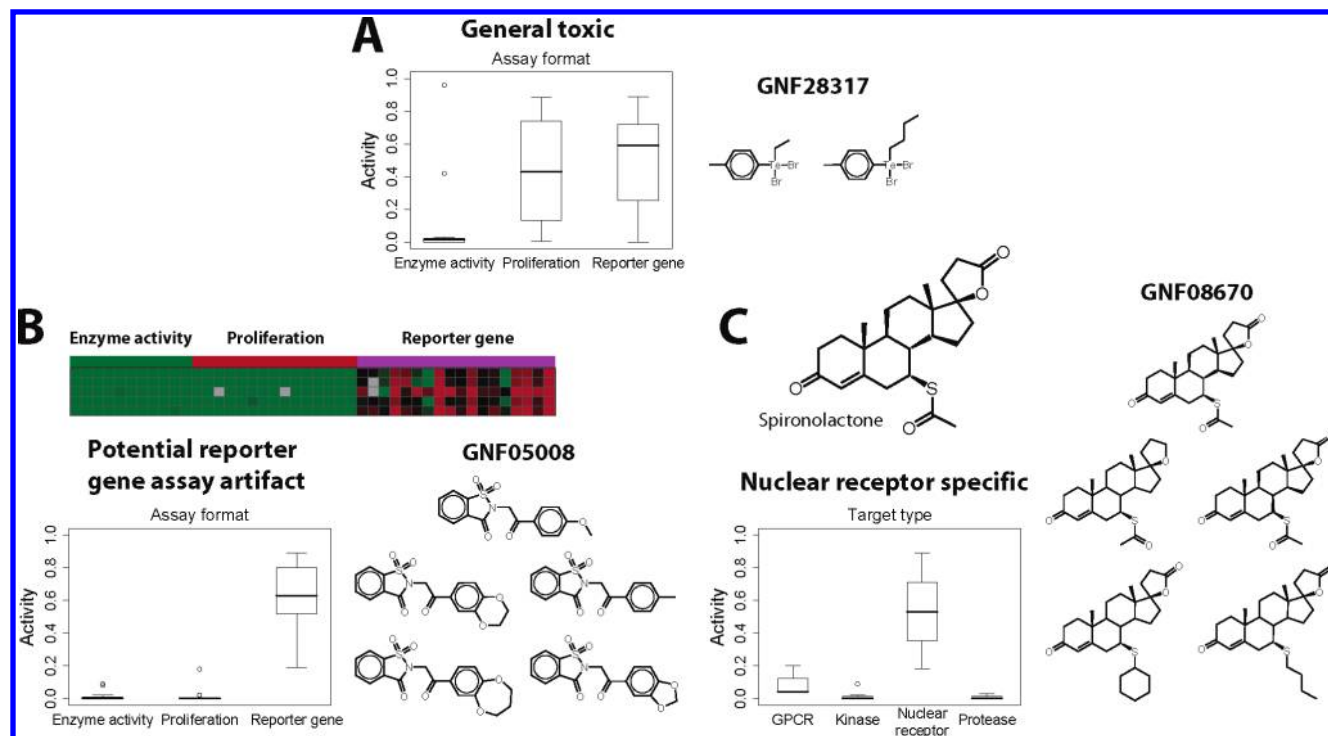 A
General toxic
Assay format
Activity
1.0
0.8
0.6
0.4
0.2
0.0
Enzyme activity
Proliferation
Reporter gene
GNF28317
Te
Br
Br
Te
Br
Br
B
Enzyme activity
Proliferation
Reporter gene
Potential reporter
gene assay artifact
Assay format
Activity
1.0
0.8
0.6
0.4
0.2
0.0
Enzyme activity
Proliferation
Reporter gene
GNF05008
O
O
S
N
O
O
O
O
O
S
N
O
O
O
O
O
O
S
N
O
O
O
O
S
N
O
O
O
O
O
O
S
N
O
O
O
O
C
O
O
O
S
O
Spironolactone
Nuclear receptor specific
Target type
Activity
1.0
0.8
0.6
0.4
0.2
0.0
GPCR
Kinase
Nuclear
receptor
Protease
GNF08670
O
O
O
S
O
O
O
S
O
O
O
O
S
O
O
O
O
S
O
O
O
S